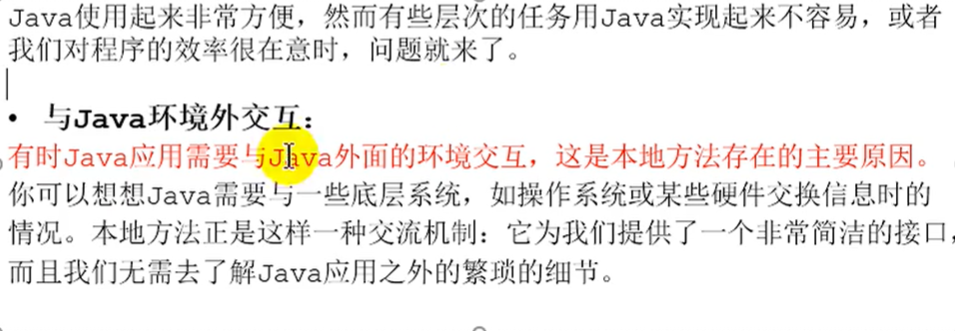 Java使用起来非常方便，然而有些层次的任务用Java实现起来不容易，或者
我们对程序的效率很在意时，问题就来了。
• 与Java环境外交互：
有时Java应用需要与Java外面的环境交互，这是本地方法存在的主要原因。
你可以想想Java需要与一些底层系统，如操作系统或某些硬件交换信息时的
情况。本地方法正是这样一种交流机制：它为我们提供了一个非常简洁的接口，
而且我们无需去了解Java应用之外的繁琐的细节。